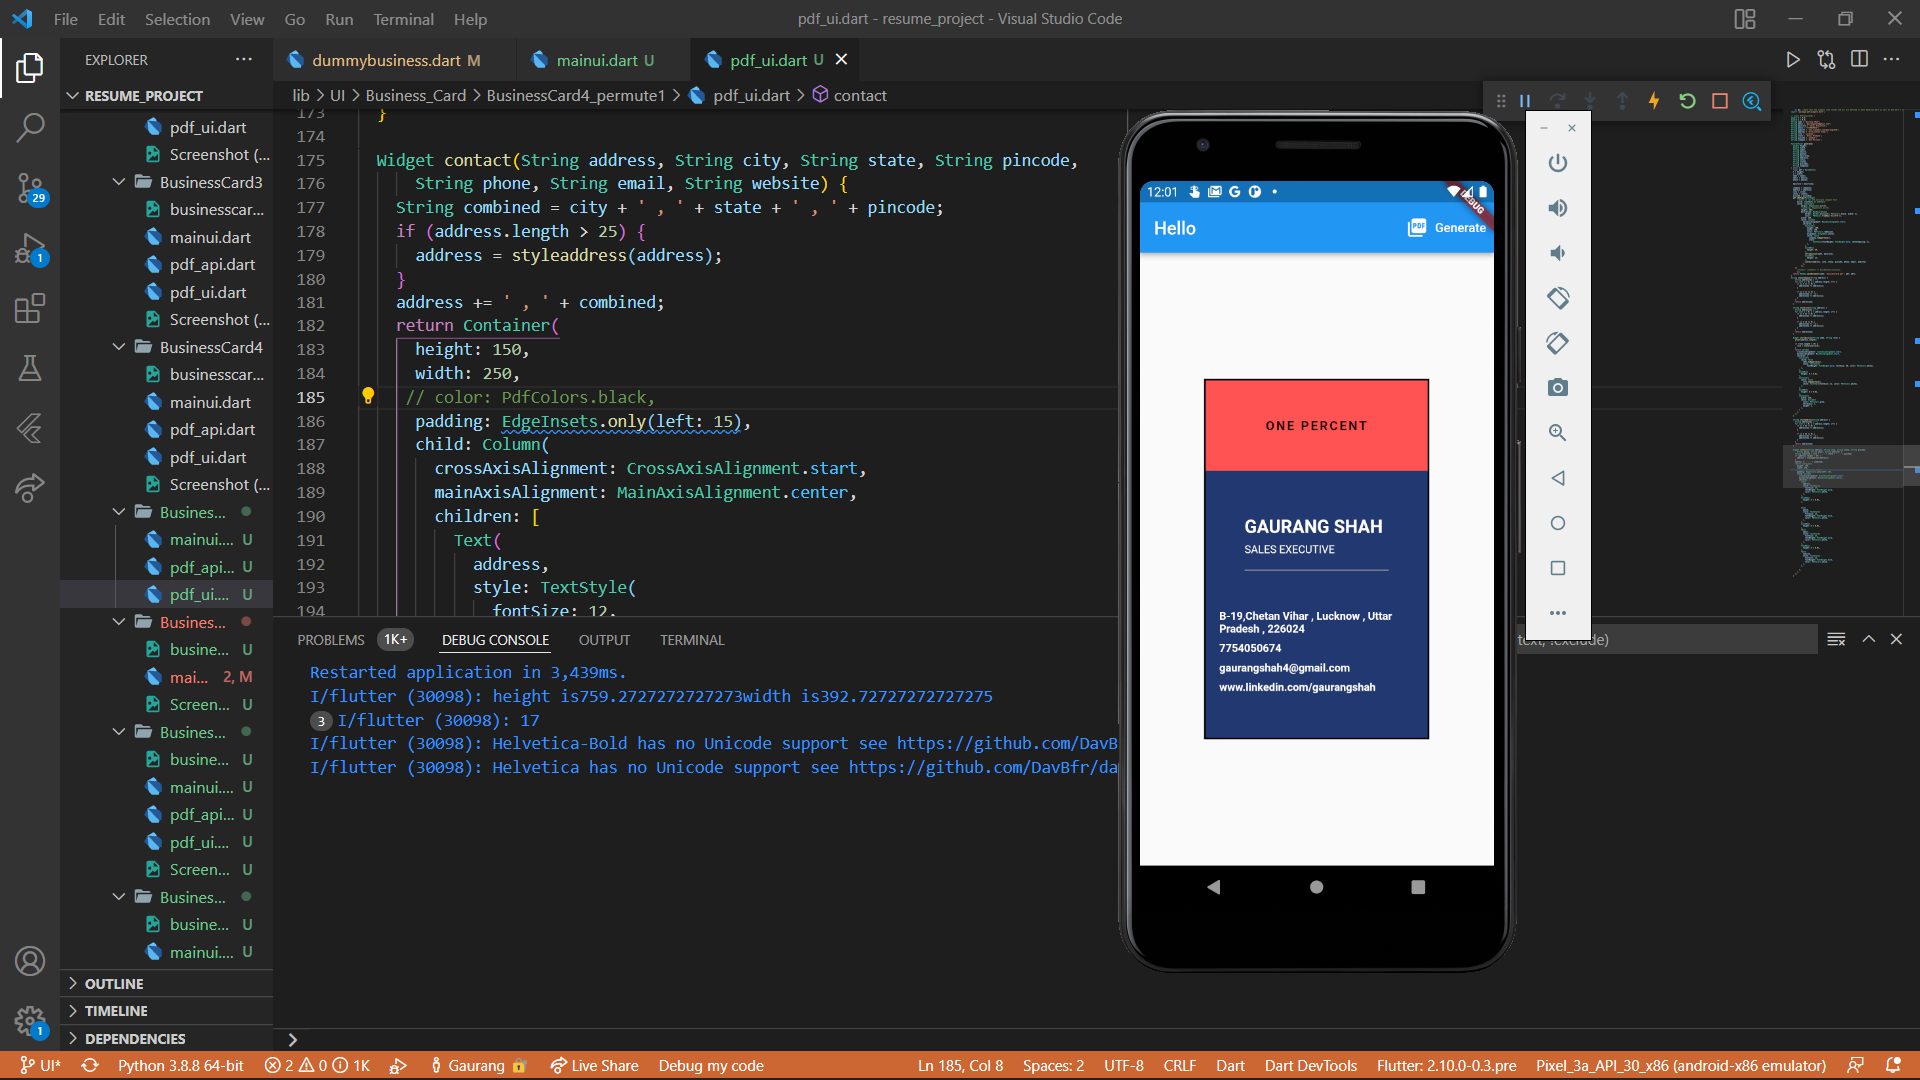 File Edit Selection View Go Run Terminal Help
pdf_ui.dart - resume_project - Visual Studio Code
EXPLORER
dummybusiness.dart M
mainui.dart U
pdf_ui.dart U
RESUME_PROJECT
lib > UI > Business_Card > BusinessCard4_permute1 > pdf_ui.dart > contact
pdf_ui.dart
Screenshot (...
BusinessCard3
businesscar...
mainui.dart
pdf_api.dart
pdf_ui.dart
Screenshot (...
BusinessCard4
businesscar...
mainui.dart
pdf_api.dart
pdf_ui.dart
Screenshot (...
Busines...
mainui.... U
pdf_api... U
pdf_ui.... U
Busines...
busine... U
mai... 2, M
Screen... U
Busines...
busine... U
mainui.... U
pdf_api... U
pdf_ui.... U
Screen... U
Busines...
busine... U
mainui.... U
OUTLINE
TIMELINE
DEPENDENCIES
29
1
1
173 }
174
175 Widget contact(String address, String city, String state, String pincode,
176 String phone, String email, String website) {
177 String combined = city + ' , ' + state + ' , ' + pincode;
178 if (address.length > 25) {
179 address = styleaddress(address);
180 }
181 address += ' , ' + combined;
182 return Container(
183 height: 150,
184 width: 250,
185 // color: PdfColors.black,
186 padding: EdgeInsets.only(left: 15),
187 child: Column(
188 crossAxisAlignment: CrossAxisAlignment.start,
189 mainAxisAlignment: MainAxisAlignment.center,
190 children: [
191 Text(
192 address,
193 style: TextStyle(
194 fontSize: 12,
PROBLEMS 1K+ DEBUG CONSOLE OUTPUT TERMINAL
text, !exclude)
Restarted application in 3,439ms.
I/flutter (30098): height is759.2727272727273width is392.72727272727275
3 I/flutter (30098): 17
I/flutter (30098): Helvetica-Bold has no Unicode support see https://github.com/DavB
I/flutter (30098): Helvetica has no Unicode support see https://github.com/DavBfr/da
12:01
DEBUG
Hello
PDF Generate
ONE PERCENT
GAURANG SHAH
SALES EXECUTIVE
B-19,Chetan Vihar , Lucknow , Uttar
Pradesh , 226024
7754050674
gaurangshah4@gmail.com
www.linkedin.com/gaurangshah
UI* Python 3.8.8 64-bit 2 0 1K Gaurang Live Share Debug my code
Ln 185, Col 8 Spaces: 2 UTF-8 CRLF Dart Dart DevTools Flutter: 2.10.0-0.3.pre Pixel_3a_API_30_x86 (android-x86 emulator)